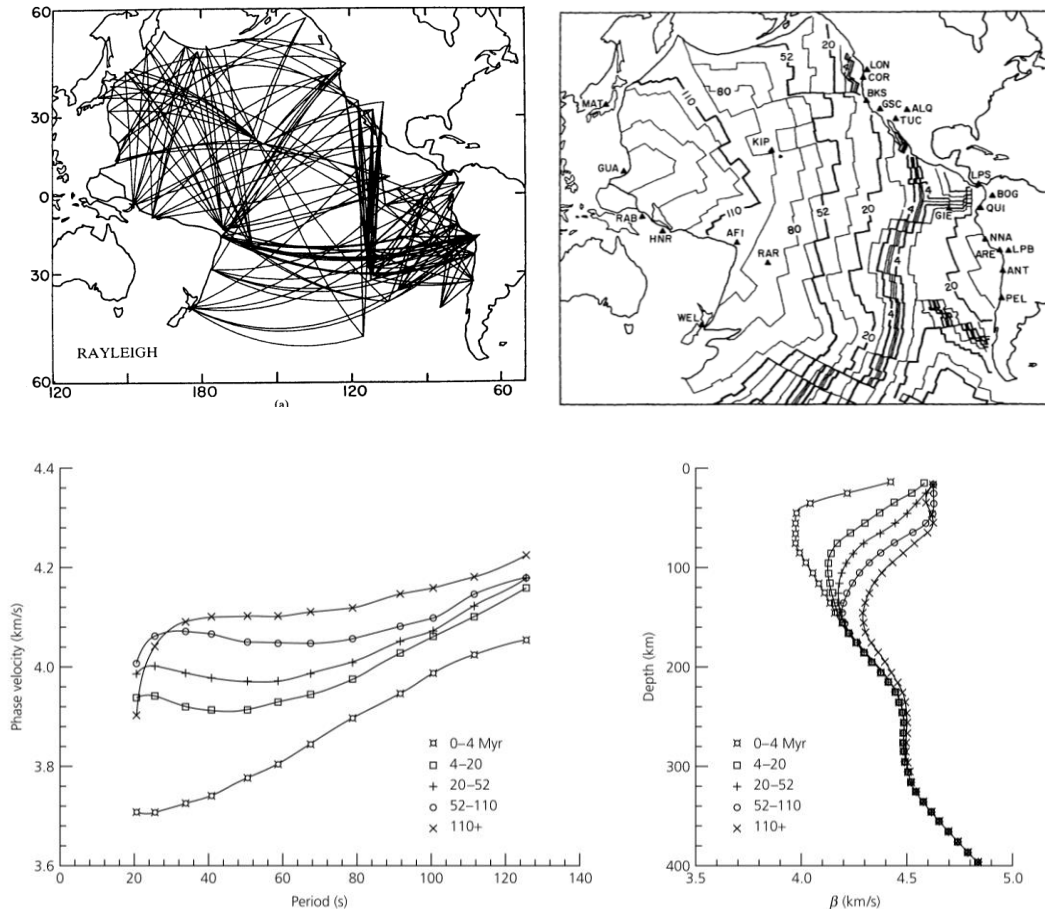 60
30
0
30
60
120
180
120
60
RAYLEIGH
(a)
MAT
GUA
RAB
HNR
WEL
AFI
RAR
KIP
110
80
52
20
4
LON
COR
BKS
GSC
ALQ
TUC
LPS
BOG
QUI
GIE
NNA
ARE
LPB
ANT
PEL
110
80
52
20
4
4
20
4
20
4.4
4.2
4.0
3.8
3.6
Phase velocity (km/s)
0
20
40
60
80
100
120
140
Period (s)
0–4 Myr
4–20
20–52
52–110
110+
0
100
200
300
400
Depth (km)
3.5
4.0
4.5
5.0
β (km/s)
0–4 Myr
4–20
20–52
52–110
110+